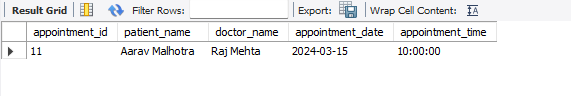 Result Grid Filter Rows: Export: Wrap Cell Content:
appointment_id patient_name doctor_name appointment_date appointment_time
11 Aarav Malhotra Raj Mehta 2024-03-15 10:00:00